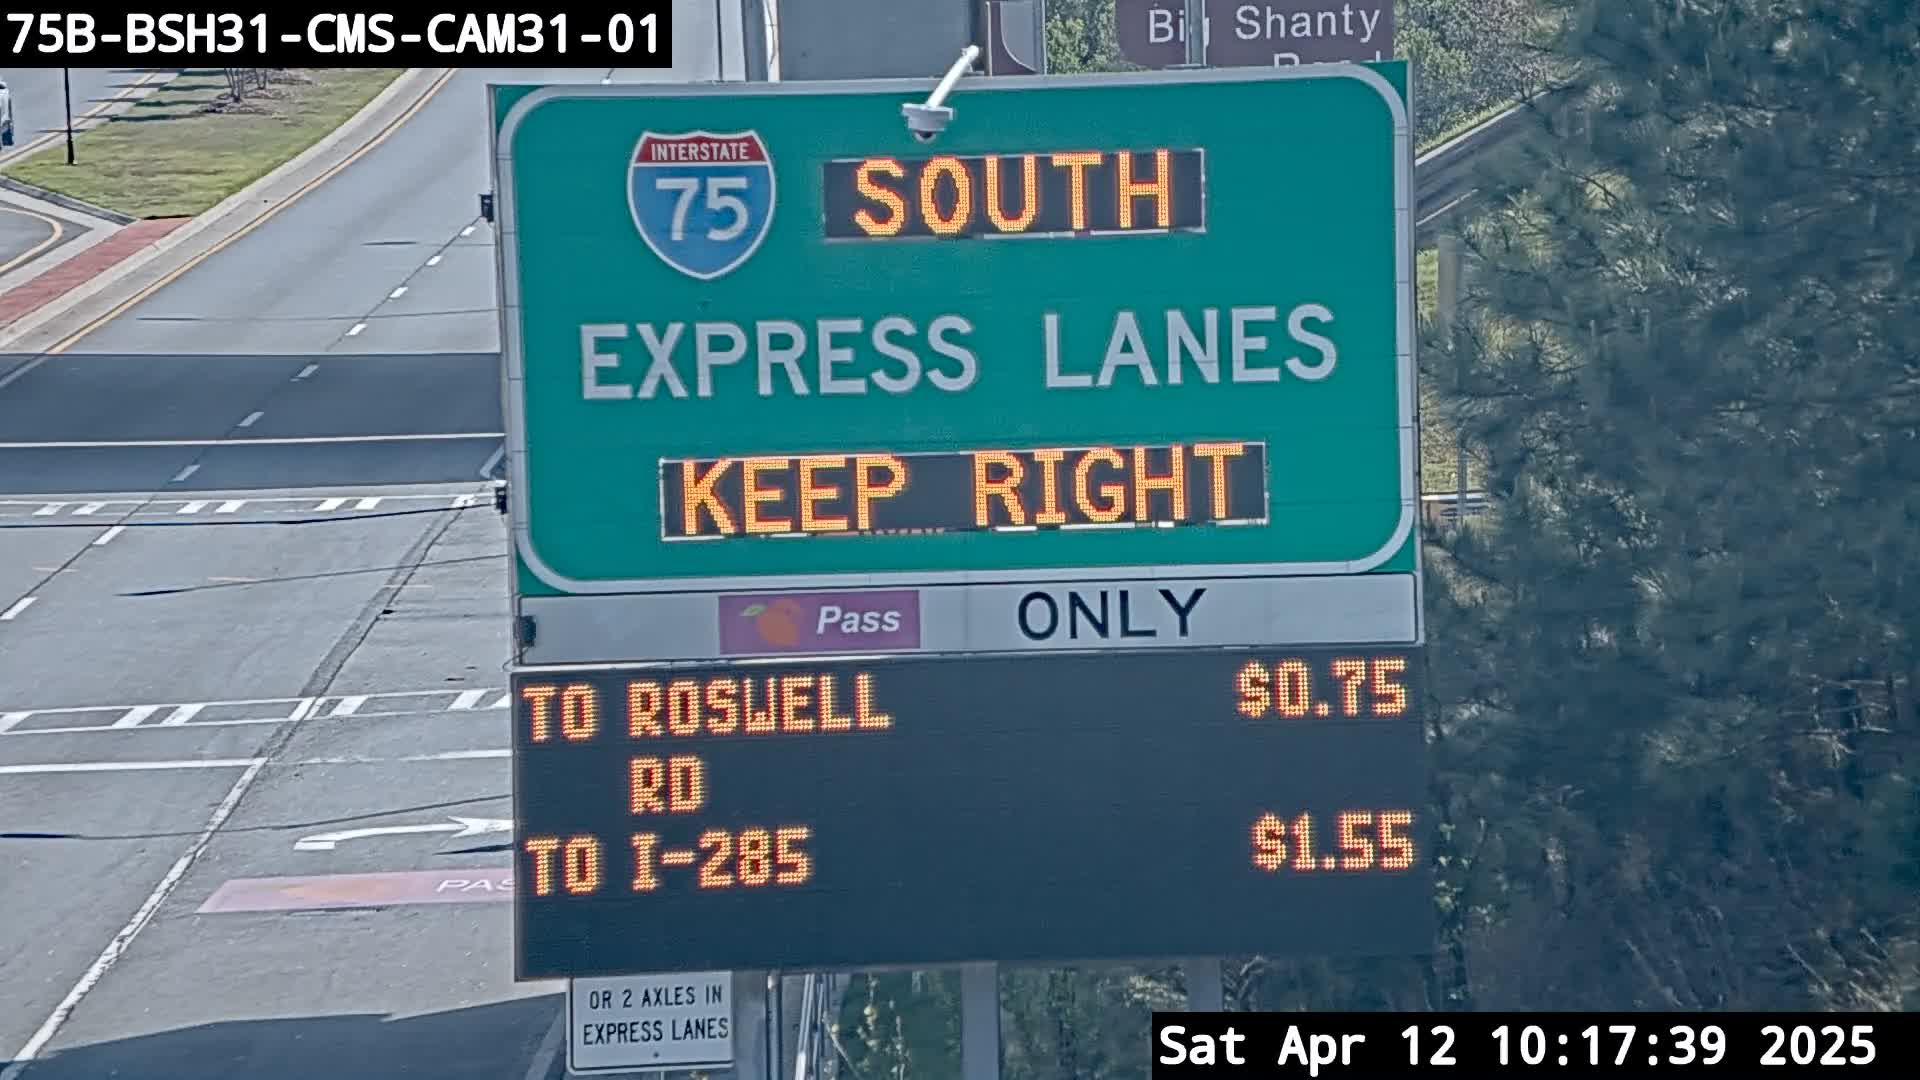 75B-BSH31-CMS-CAM31-01
Big Shanty
Road
INTERSTATE
75
SOUTH
EXPRESS LANES
KEEP RIGHT
Pass ONLY
TO ROSWELL $0.75
RD
TO I-285 $1.55
PAS
OR 2 AXLES IN
EXPRESS LANES
Sat Apr 12 10:17:39 2025